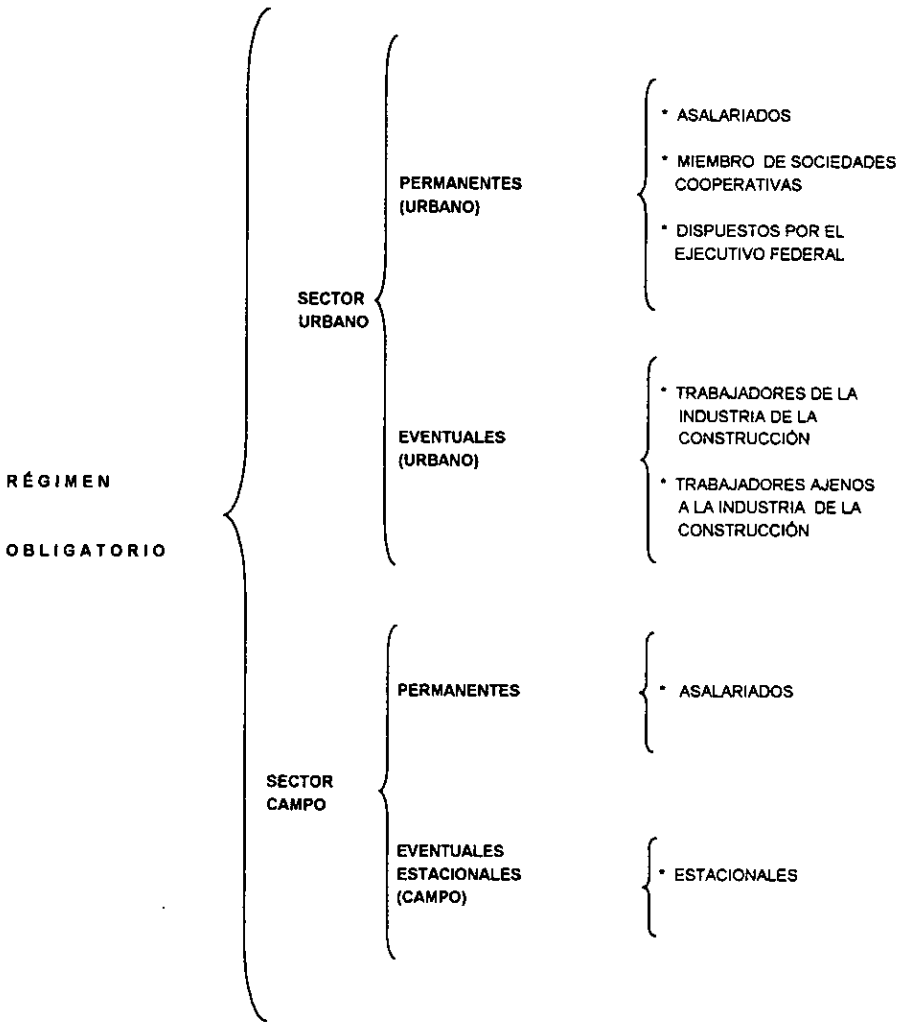 RÉGIMEN
OBLIGATORIO
SECTOR
URBANO
PERMANENTES
(URBANO)
* ASALARIADOS
* MIEMBRO DE SOCIEDADES
COOPERATIVAS
* DISPUESTOS POR EL
EJECUTIVO FEDERAL
EVENTUALES
(URBANO)
* TRABAJADORES DE LA
INDUSTRIA DE LA
CONSTRUCCIÓN
* TRABAJADORES AJENOS
A LA INDUSTRIA DE LA
CONSTRUCCIÓN
SECTOR
CAMPO
PERMANENTES
* ASALARIADOS
EVENTUALES
ESTACIONALES
(CAMPO)
* ESTACIONALES